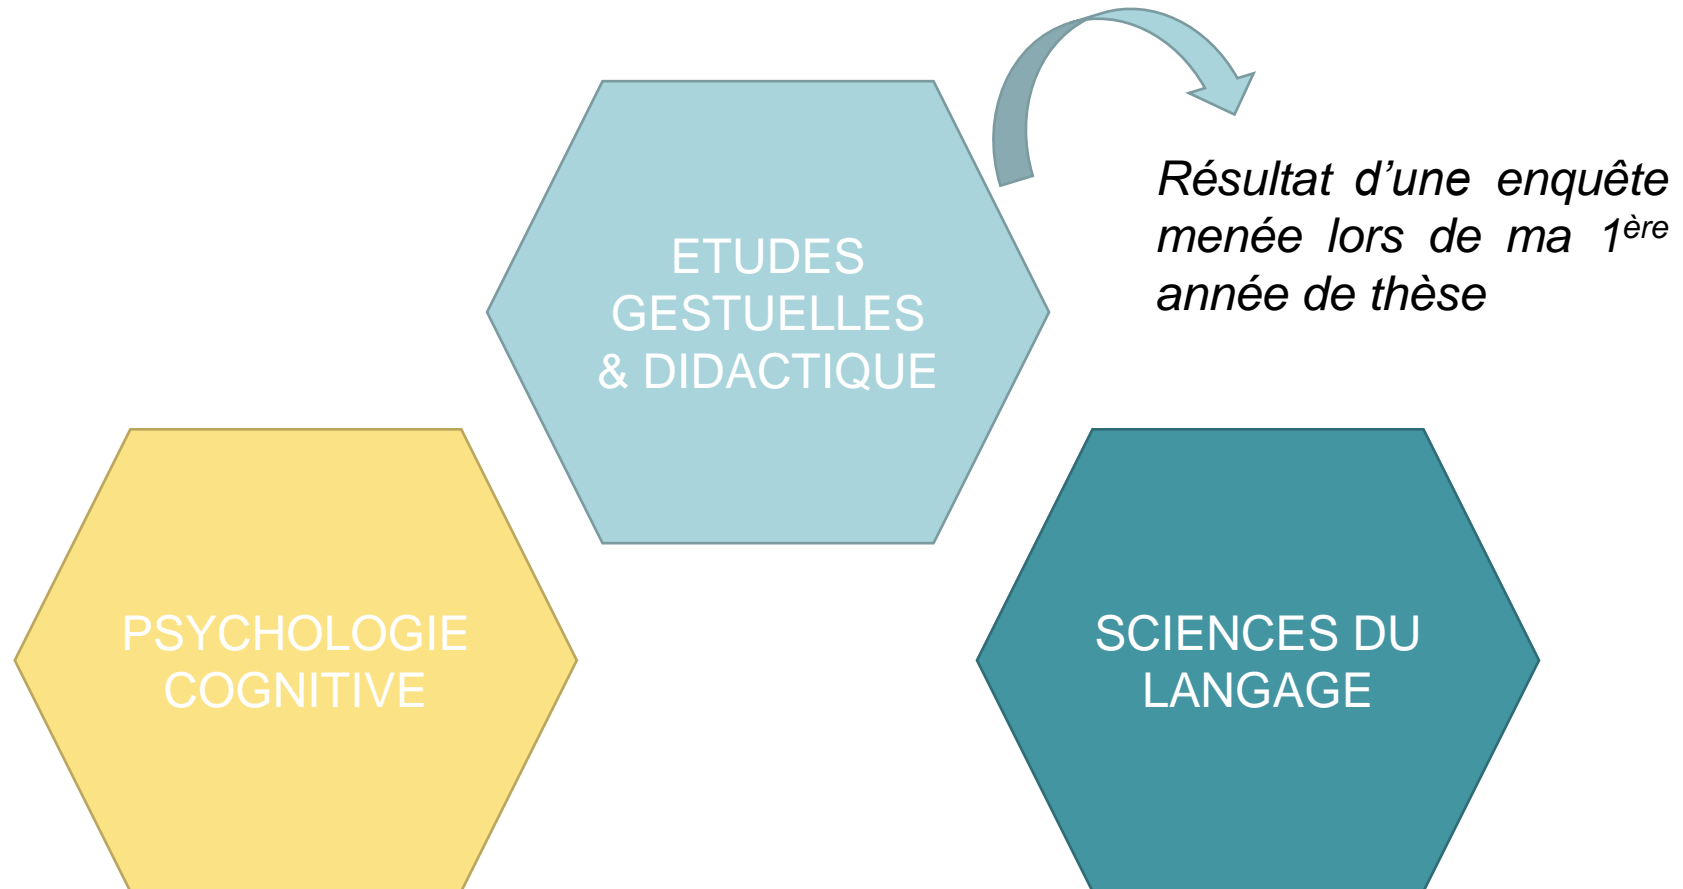 ETUDES
GESTUELLES
& DIDACTIQUE
Résultat d’une enquête
menée lors de ma 1ère
année de thèse
PSYCHOLOGIE
COGNITIVE
SCIENCES DU
LANGAGE